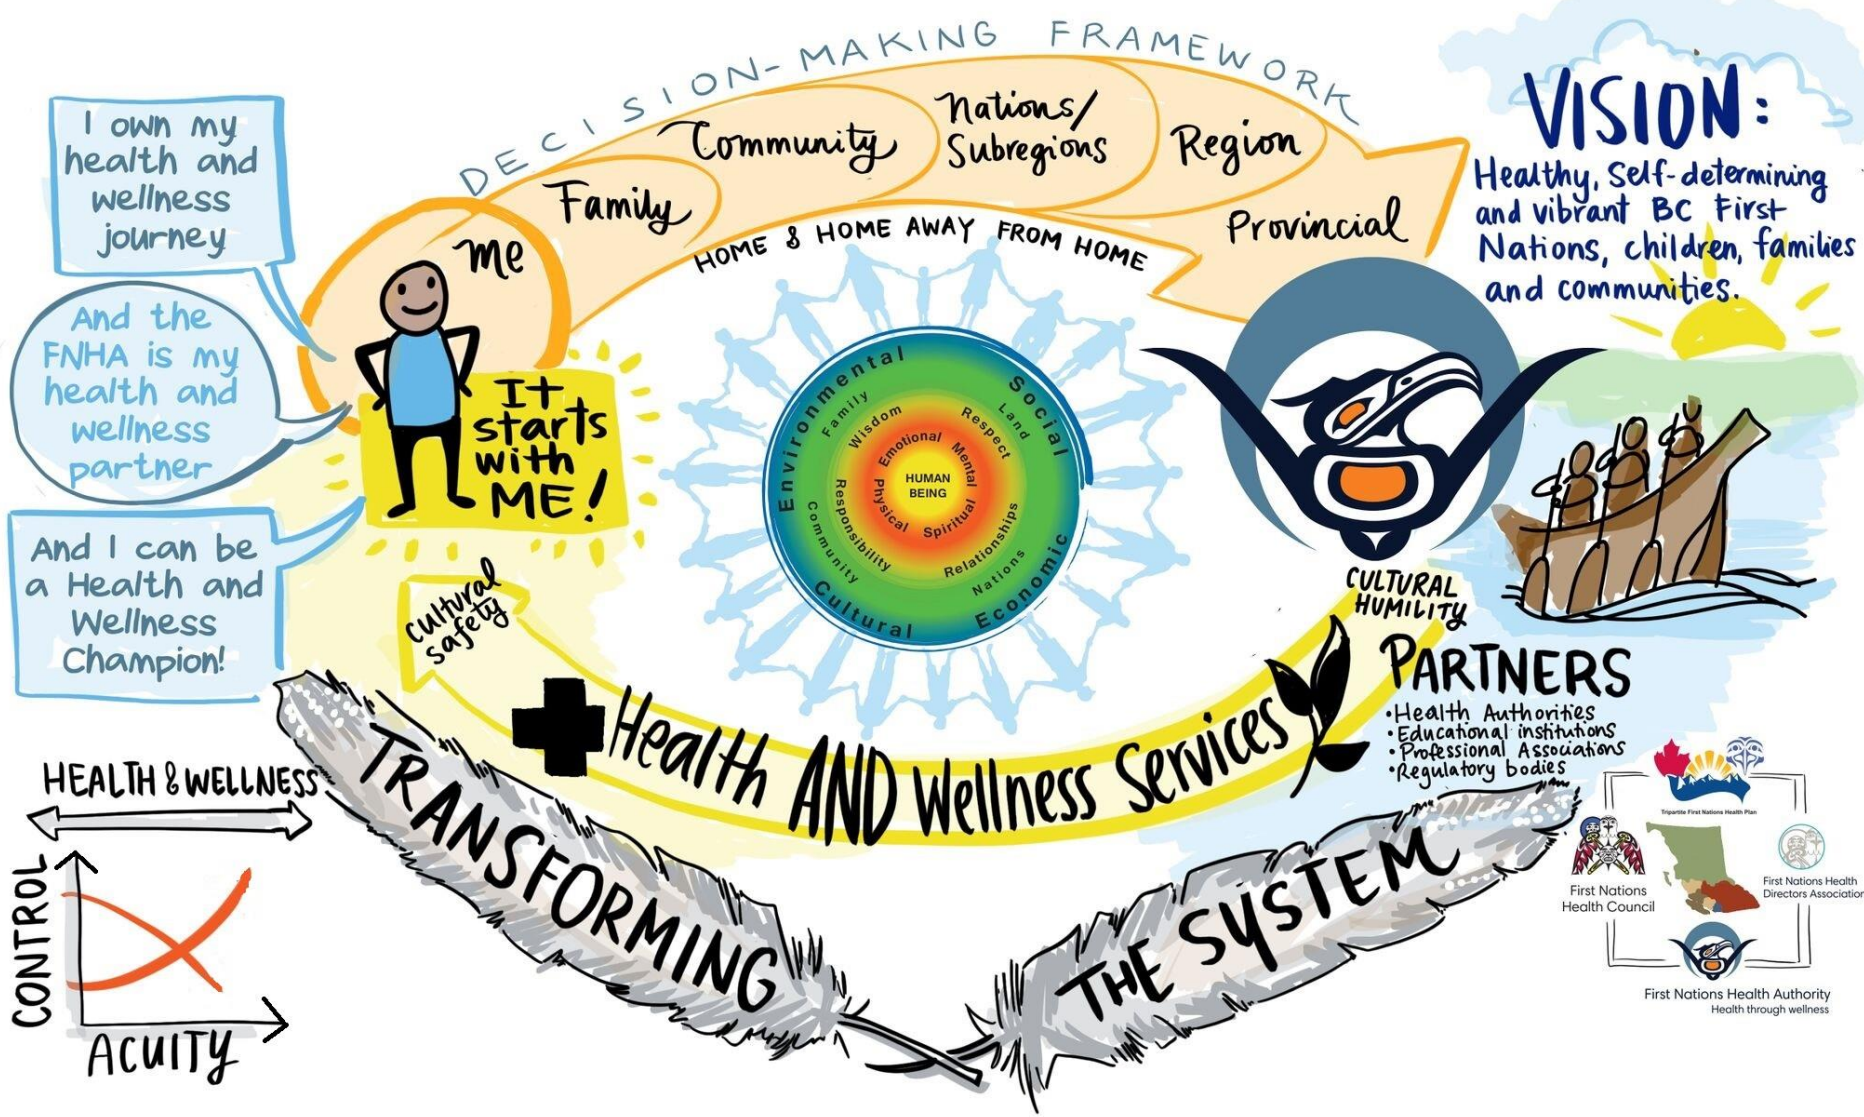 DECISION-MAKING FRAMEWORK
I own my
health and
wellness
journey
And the
FNHA is my
health and
wellness
partner
And I can be
a Health and
Wellness
Champion!
me
Family
Community
Nations/
Subregions
Region
Provincial
HOME & HOME AWAY FROM HOME
It
starts
with
ME!
VISION:
Healthy, Self-determining
and vibrant BC First
Nations, children, families
and communities.
Environmental
Social
Economic
Cultural
Family
Land
Nations
Community
Wisdom
Respect
Relationships
Responsibility
Emotional
Mental
Spiritual
Physical
HUMAN
BEING
CULTURAL
HUMILITY
Cultural
safety
Health AND Wellness Services
PARTNERS
•Health Authorities
•Educational institutions
•Professional Associations
•Regulatory bodies
TRANSFORMING
THE SYSTEM
HEALTH & WELLNESS
CONTROL
ACUITY
Tripartite First Nations Health Plan
First Nations
Health Council
First Nations Health
Directors Association
First Nations Health Authority
Health through wellness